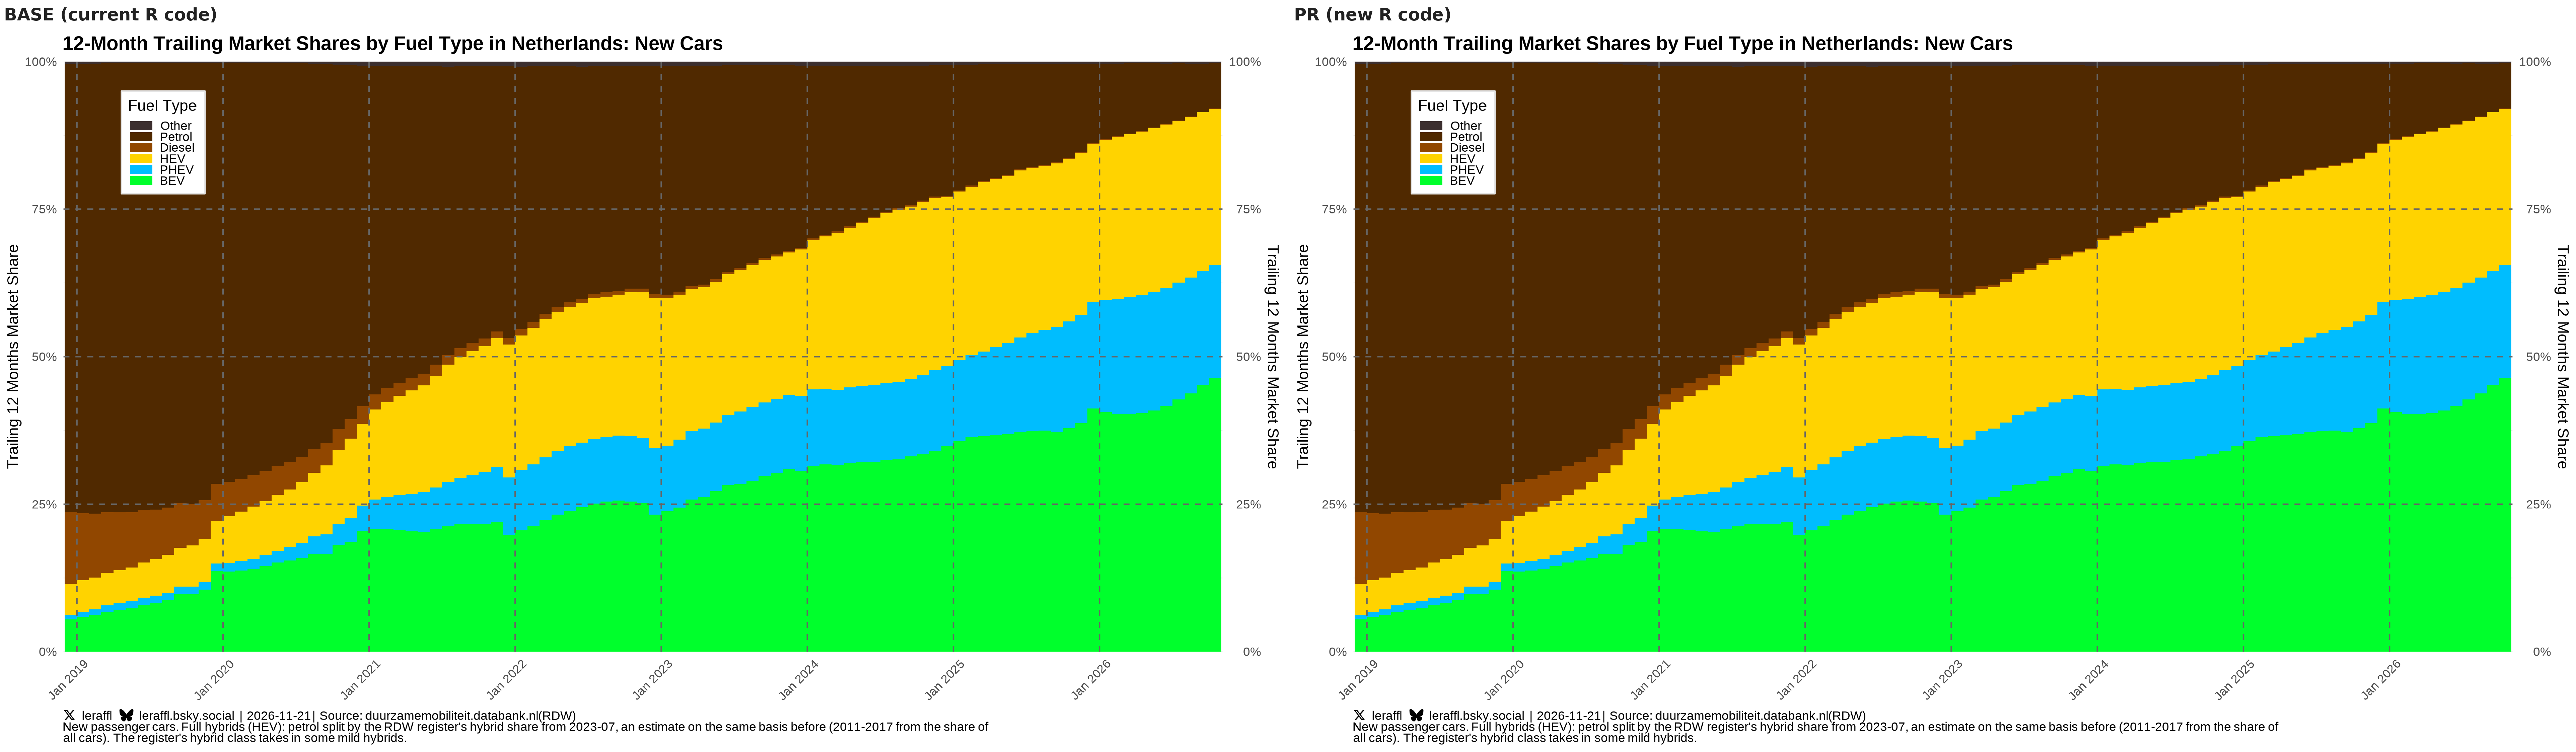 BASE (current R code)
12-Month Trailing Market Shares by Fuel Type in Netherlands: New Cars
100%
75%
50%
25%
0%
Trailing 12 Months Market Share
Fuel Type
Other
Petrol
Diesel
HEV
PHEV
BEV
100%
75%
50%
25%
0%
Trailing 12 Months Market Share
Jan 2019
Jan 2020
Jan 2021
Jan 2022
Jan 2023
Jan 2024
Jan 2025
Jan 2026
leraffl leraffl.bsky.social | 2026-11-21| Source: duurzamemobiliteit.databank.nl(RDW)
New passenger cars. Full hybrids (HEV): petrol split by the RDW register's hybrid share from 2023-07, an estimate on the same basis before (2011-2017 from the share of
all cars). The register's hybrid class takes in some mild hybrids.
PR (new R code)
12-Month Trailing Market Shares by Fuel Type in Netherlands: New Cars
100%
75%
50%
25%
0%
Trailing 12 Months Market Share
Fuel Type
Other
Petrol
Diesel
HEV
PHEV
BEV
100%
75%
50%
25%
0%
Trailing 12 Months Market Share
Jan 2019
Jan 2020
Jan 2021
Jan 2022
Jan 2023
Jan 2024
Jan 2025
Jan 2026
leraffl leraffl.bsky.social | 2026-11-21| Source: duurzamemobiliteit.databank.nl(RDW)
New passenger cars. Full hybrids (HEV): petrol split by the RDW register's hybrid share from 2023-07, an estimate on the same basis before (2011-2017 from the share of
all cars). The register's hybrid class takes in some mild hybrids.